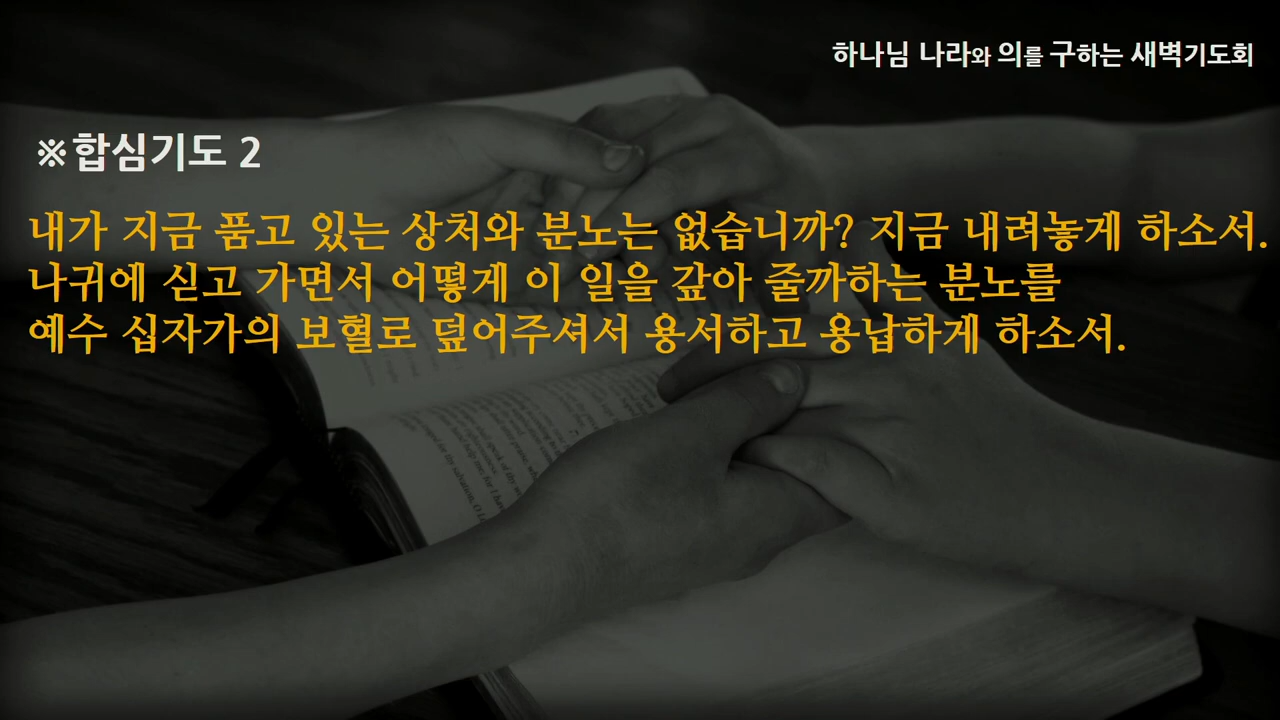 하나님 나라와 의를 구하는 새벽기도회
※합심기도 2
내가 지금 품고 있는 상처와 분노는 없습니까? 지금 내려놓게 하소서.
나귀에 싣고 가면서 어떻게 이 일을 갚아 줄까하는 분노를
예수 십자가의 보혈로 덮어주셔서 용서하고 용납하게 하소서.